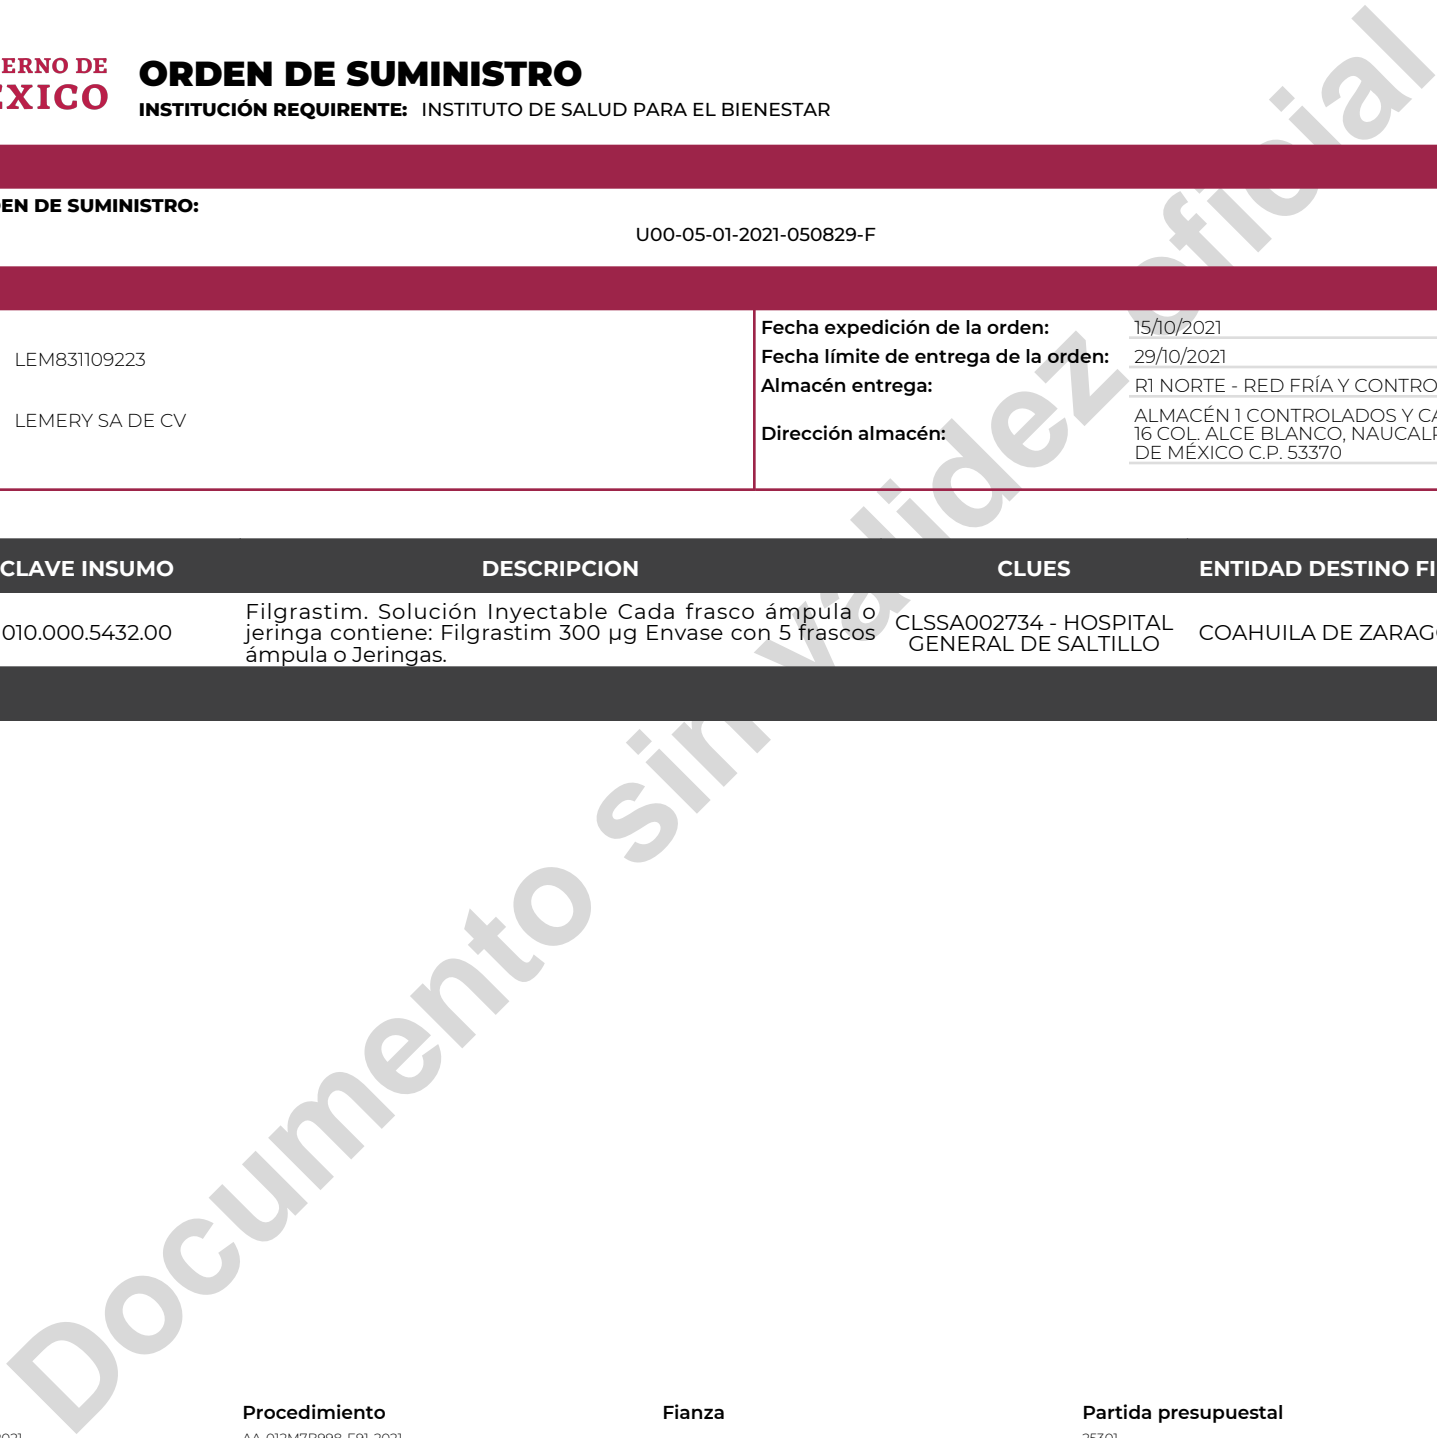 ORDEN DE SUMINISTRO
INSTITUCIÓN REQUIRENTE: INSTITUTO DE SALUD PARA EL BIENESTAR
ERNO DE
XICO
EN DE SUMINISTRO:
U00-05-01-2021-050829-F
LEM831109223
LEMERY SA DE CV
Fecha expedición de la orden: 15/10/2021
Fecha límite de entrega de la orden: 29/10/2021
Almacén entrega: R1 NORTE - RED FRÍA Y CONTRO
Dirección almacén:
ALMACÉN 1 CONTROLADOS Y CA
16 COL. ALCE BLANCO, NAUCALP
DE MÉXICO C.P. 53370
CLAVE INSUMO DESCRIPCION CLUES ENTIDAD DESTINO FI
010.000.5432.00
Filgrastim. Solución Inyectable Cada frasco ámpula o
jeringa contiene: Filgrastim 300 µg Envase con 5 frascos
ámpula o Jeringas.
CLSSA002734 - HOSPITAL
GENERAL DE SALTILLO
COAHUILA DE ZARAG
Documento sin validez oficial
Procedimiento Fianza Partida presupuestal